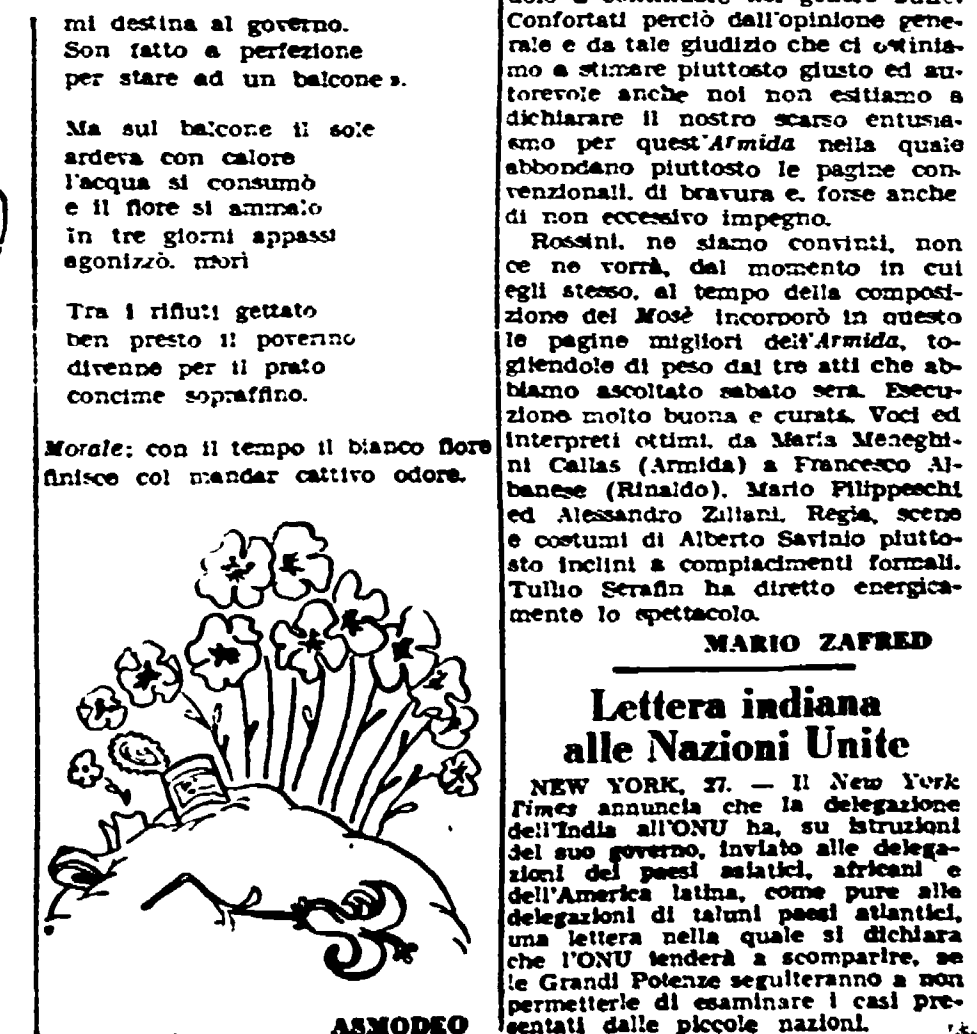 mi destina al governo.
Son fatto a perfezione
per stare ad un balcone».
Ma sul balcone il sole
ardeva con calore
l'acqua si consumò
e il fiore si ammalo
in tre giorni appassi
agonizzò. morì
Tra i rifiuti gettato
ben presto il poverino
divenne per il prato
concime sopraffino.
Morale: con il tempo il bianco fiore
finisce col mandar cattivo odore.
ASMODEO
Confortati perciò dall'opinione gene-
rale e da tale giudizio che ci ostinia-
mo a stimare piuttosto giusto ed au-
torevole anche noi non esitiamo a
dichiarare il nostro scarso entusia-
smo per quest'Armida nella quale
abbondano piuttosto le pagine con-
venzionali, di bravura e, forse anche
di non eccessivo impegno.
Rossini, ne siamo convinti, non
ce ne vorrà, dal momento in cui
egli stesso, al tempo della composi-
zione del Mosè incorporò in questo
le pagine migliori dell'Armida, to-
gliendole di peso dai tre atti che ab-
biamo ascoltato sabato sera. Esecu-
zione molto buona e curata. Voci ed
interpreti ottimi, da Maria Meneghi-
ni Callas (Armida) a Francesco Al-
banese (Rinaldo), Mario Filippeschi
ed Alessandro Ziliani. Regia, scene
e costumi di Alberto Savinio piutto-
sto inclini a compiacimenti formali.
Tullio Serafin ha diretto energica-
mente lo spettacolo.
MARIO ZAFRED
Lettera indiana
alle Nazioni Unite
NEW YORK, 27. — Il New York
Times annuncia che la delegazione
dell'India all'ONU ha, su istruzioni
del suo governo, inviato alle delega-
zioni dei paesi asiatici, africani e
dell'America latina, come pure alle
delegazioni di taluni paesi atlantici,
una lettera nella quale si dichiara
che l'ONU tenderà a scomparire, se
le Grandi Potenze seguiteranno a non
permetterle di esaminare i casi pre-
sentati dalle piccole nazioni.